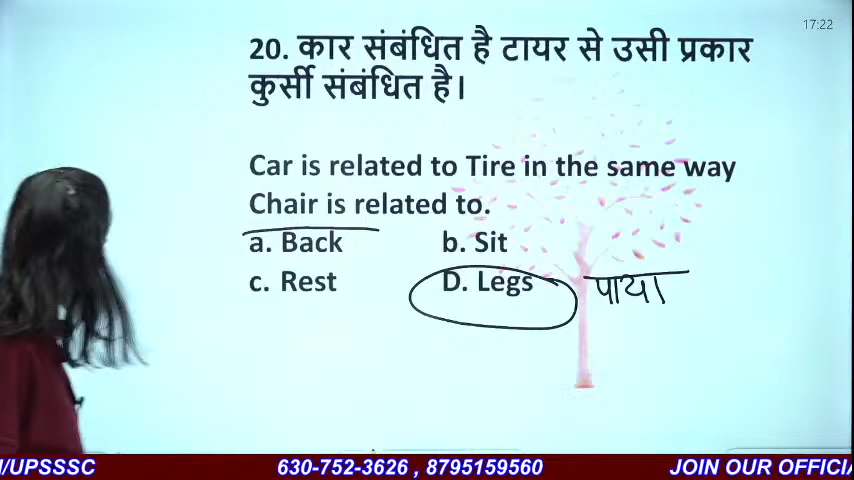 17:22
20. कार संबंधित है टायर से उसी प्रकार
कुर्सी संबंधित है।
Car is related to Tire in the same way
Chair is related to.
a. Back b. Sit
c. Rest D. Legs पाया
/UPSSSC 630-752-3626 , 8795159560 JOIN OUR OFFICIA